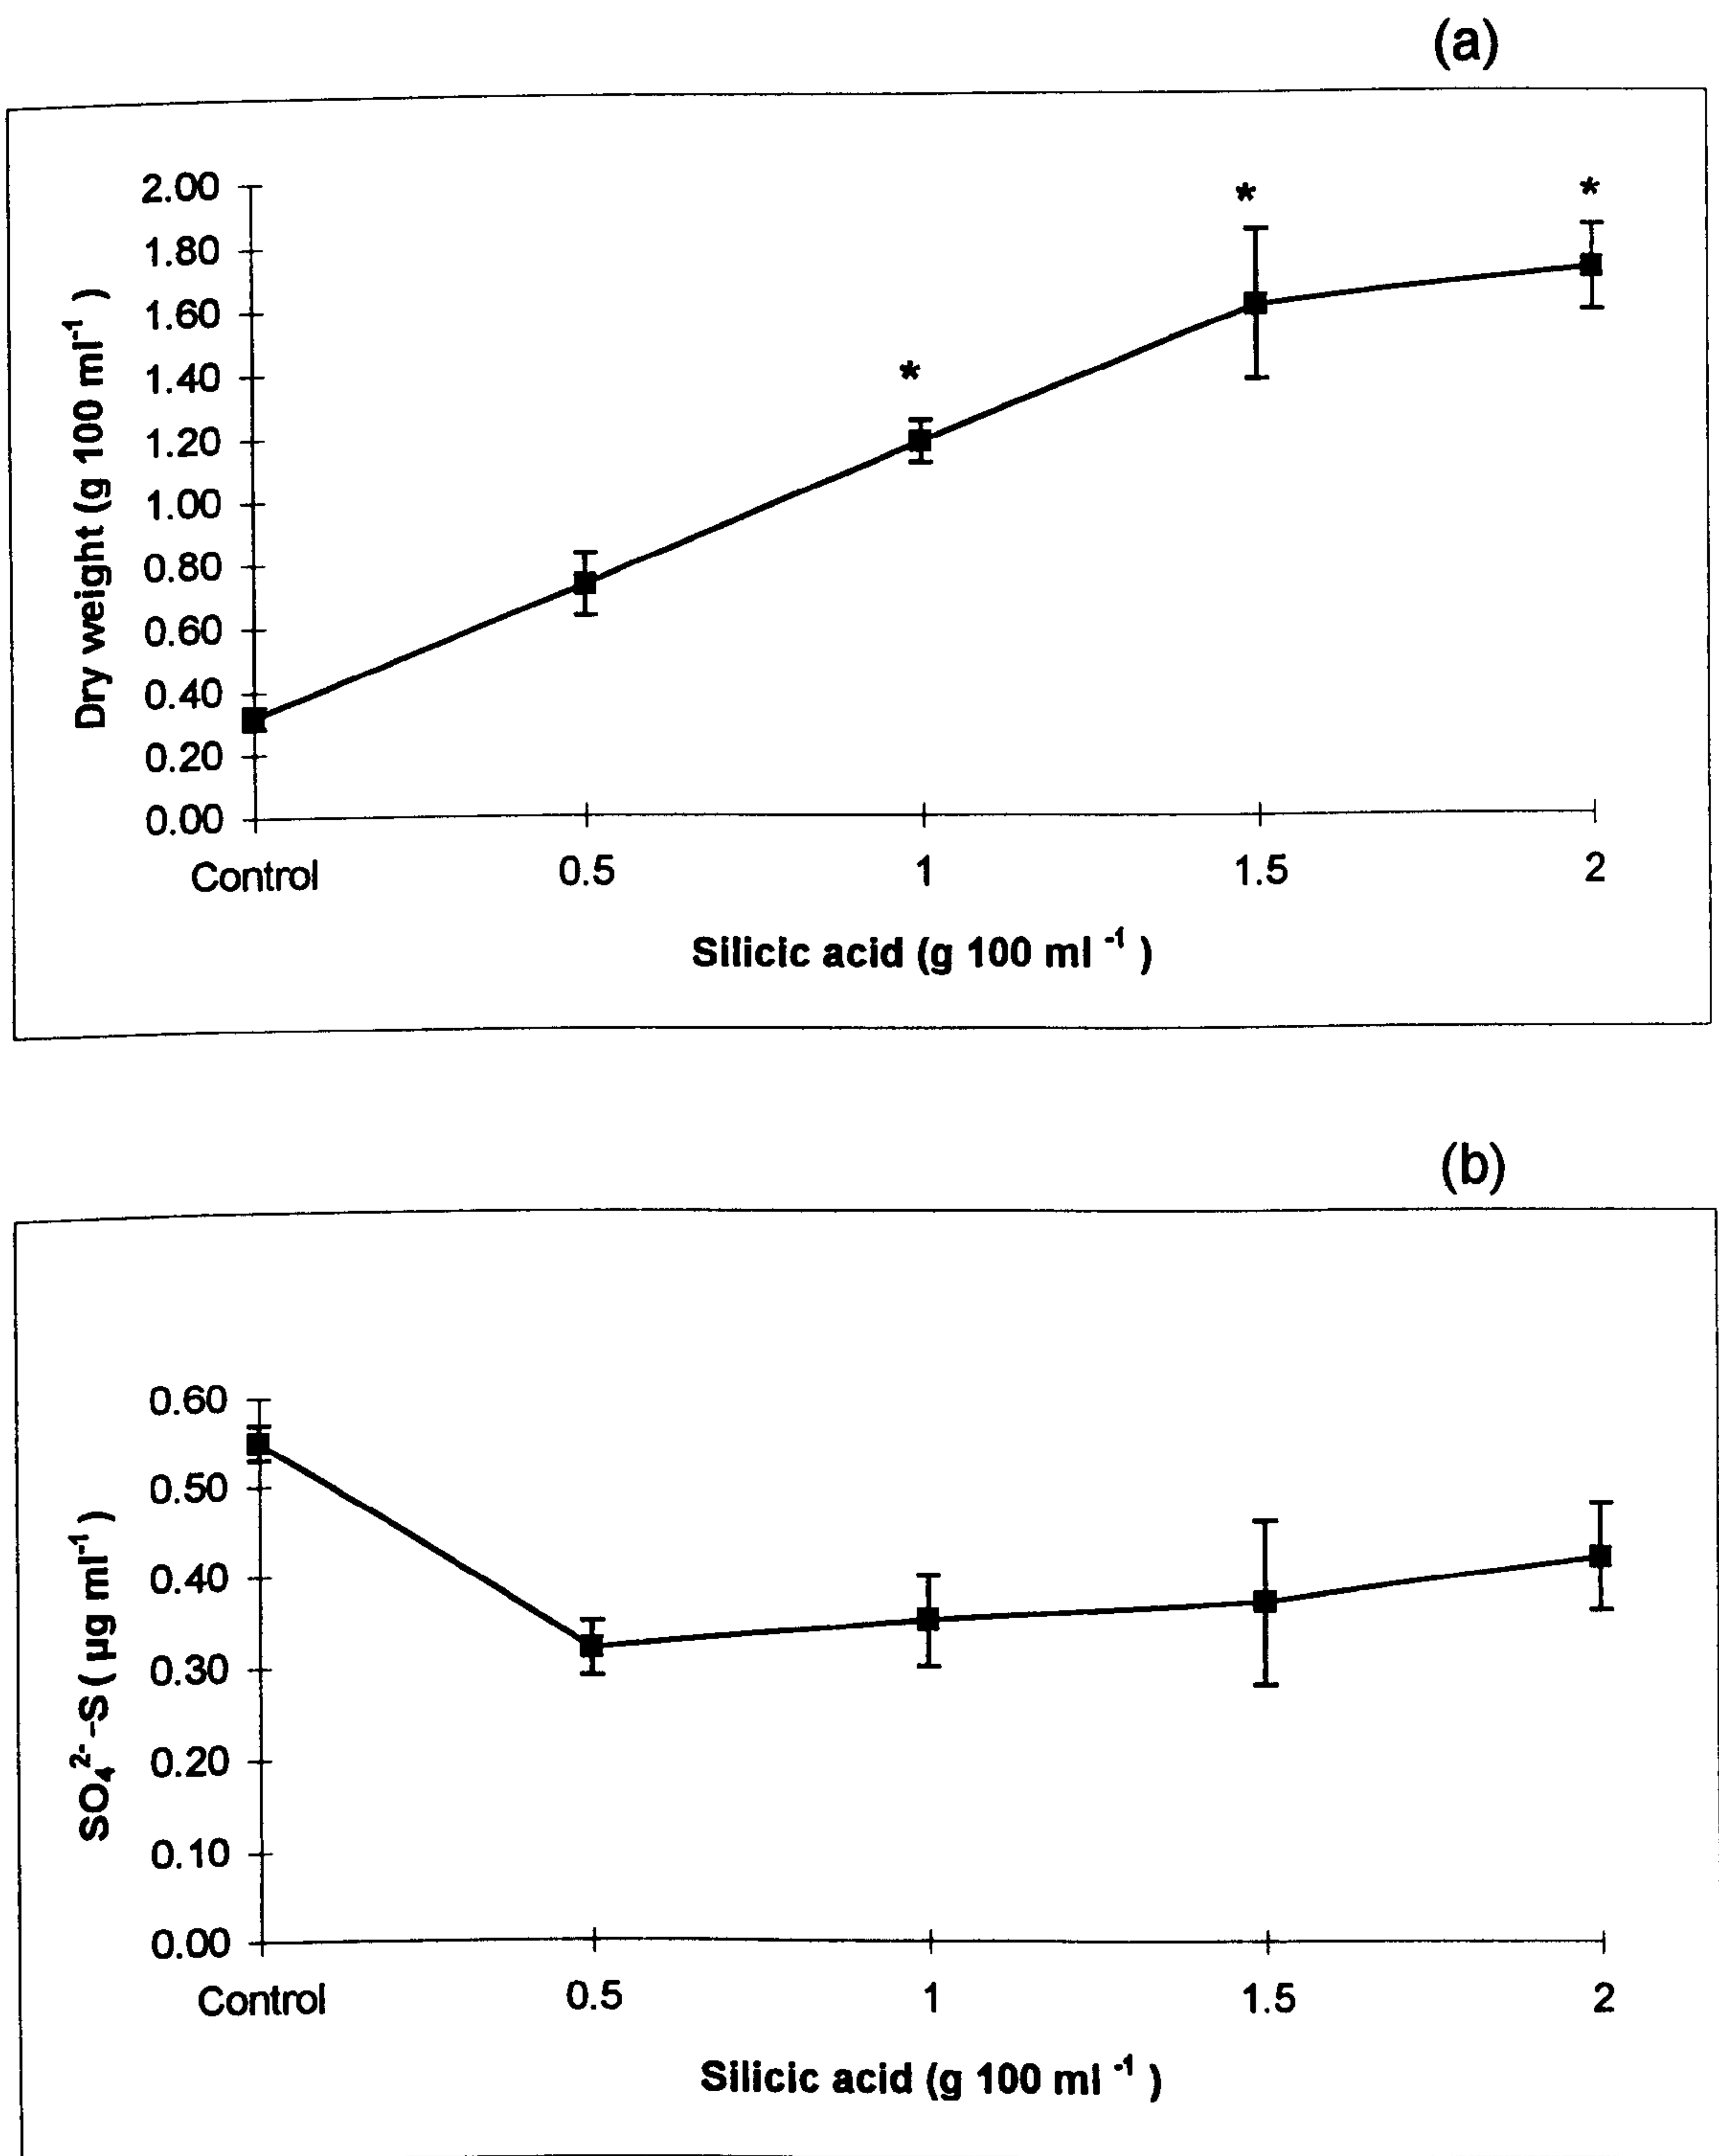 (a)
2.00
1.80
1.60
1.40
1.20
1.00
0.80
0.60
0.40
0.20
0.00
Dry weight (g 100 ml⁻¹ )
* * *
Control 0.5 1 1.5 2
Silicic acid (g 100 ml ⁻¹ )
(b)
0.60
0.50
0.40
0.30
0.20
0.10
0.00
SO₄²⁻-S ( µg ml⁻¹ )
Control 0.5 1 1.5 2
Silicic acid (g 100 ml ⁻¹ )